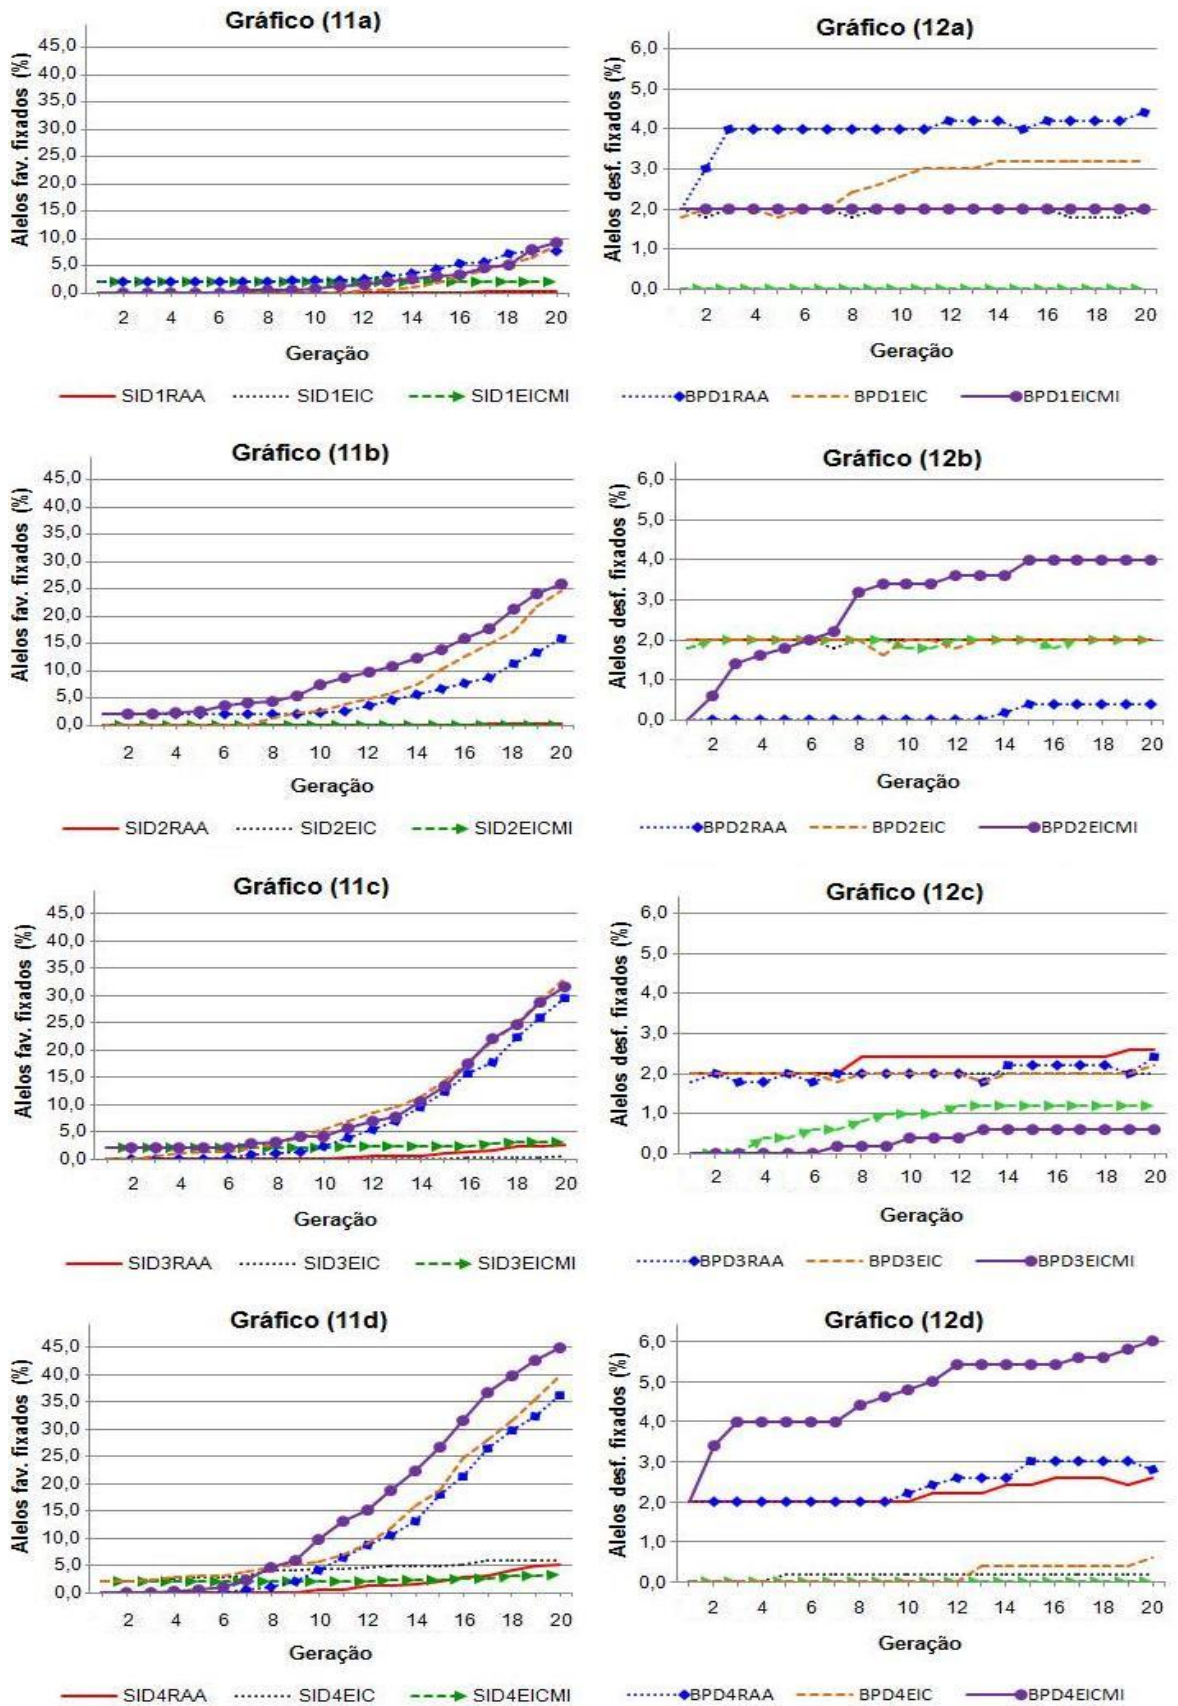 Gráfico (11a)
Alelos fav. fixados (%)
45,0
40,0
35,0
30,0
25,0
20,0
15,0
10,0
5,0
0,0
2 4 6 8 10 12 14 16 18 20
Geração
SID1RAA SID1EIC SID1EICMI
Gráfico (12a)
Alelos desf. fixados (%)
6,0
5,0
4,0
3,0
2,0
1,0
0,0
2 4 6 8 10 12 14 16 18 20
Geração
BPD1RAA BPD1EIC BPD1EICMI
Gráfico (11b)
Alelos fav. fixados (%)
45,0
40,0
35,0
30,0
25,0
20,0
15,0
10,0
5,0
0,0
2 4 6 8 10 12 14 16 18 20
Geração
SID2RAA SID2EIC SID2EICMI
Gráfico (12b)
Alelos desf. fixados (%)
6,0
5,0
4,0
3,0
2,0
1,0
0,0
2 4 6 8 10 12 14 16 18 20
Geração
BPD2RAA BPD2EIC BPD2EICMI
Gráfico (11c)
Alelos fav. fixados (%)
45,0
40,0
35,0
30,0
25,0
20,0
15,0
10,0
5,0
0,0
2 4 6 8 10 12 14 16 18 20
Geração
SID3RAA SID3EIC SID3EICMI
Gráfico (12c)
Alelos desf. fixados (%)
6,0
5,0
4,0
3,0
2,0
1,0
0,0
2 4 6 8 10 12 14 16 18 20
Geração
BPD3RAA BPD3EIC BPD3EICMI
Gráfico (11d)
Alelos fav. fixados (%)
45,0
40,0
35,0
30,0
25,0
20,0
15,0
10,0
5,0
0,0
2 4 6 8 10 12 14 16 18 20
Geração
SID4RAA SID4EIC SID4EICMI
Gráfico (12d)
Alelos desf. fixados (%)
6,0
5,0
4,0
3,0
2,0
1,0
0,0
2 4 6 8 10 12 14 16 18 20
Geração
BPD4RAA BPD4EIC BPD4EICMI